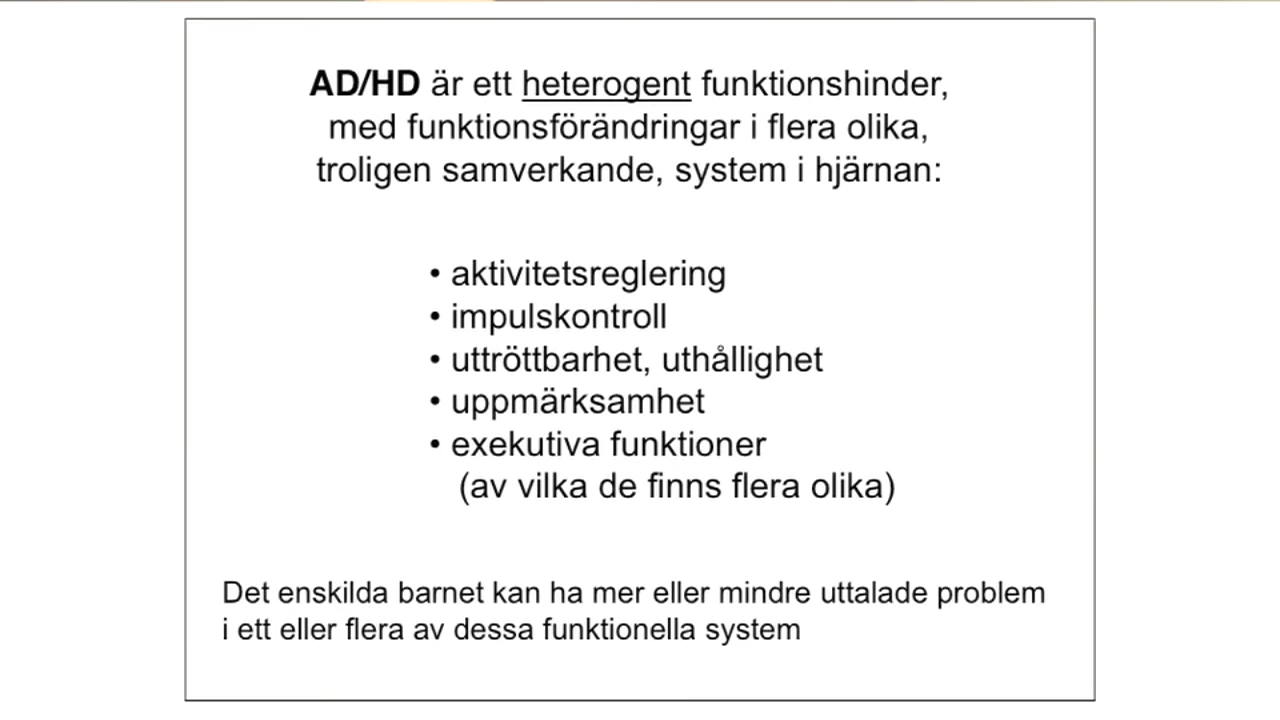 AD/HD är ett heterogent funktionshinder,
med funktionsförändringar i flera olika,
troligen samverkande, system i hjärnan:
• aktivitetsreglering
• impulskontroll
• uttröttbarhet, uthållighet
• uppmärksamhet
• exekutiva funktioner
(av vilka de finns flera olika)
Det enskilda barnet kan ha mer eller mindre uttalade problem
i ett eller flera av dessa funktionella system